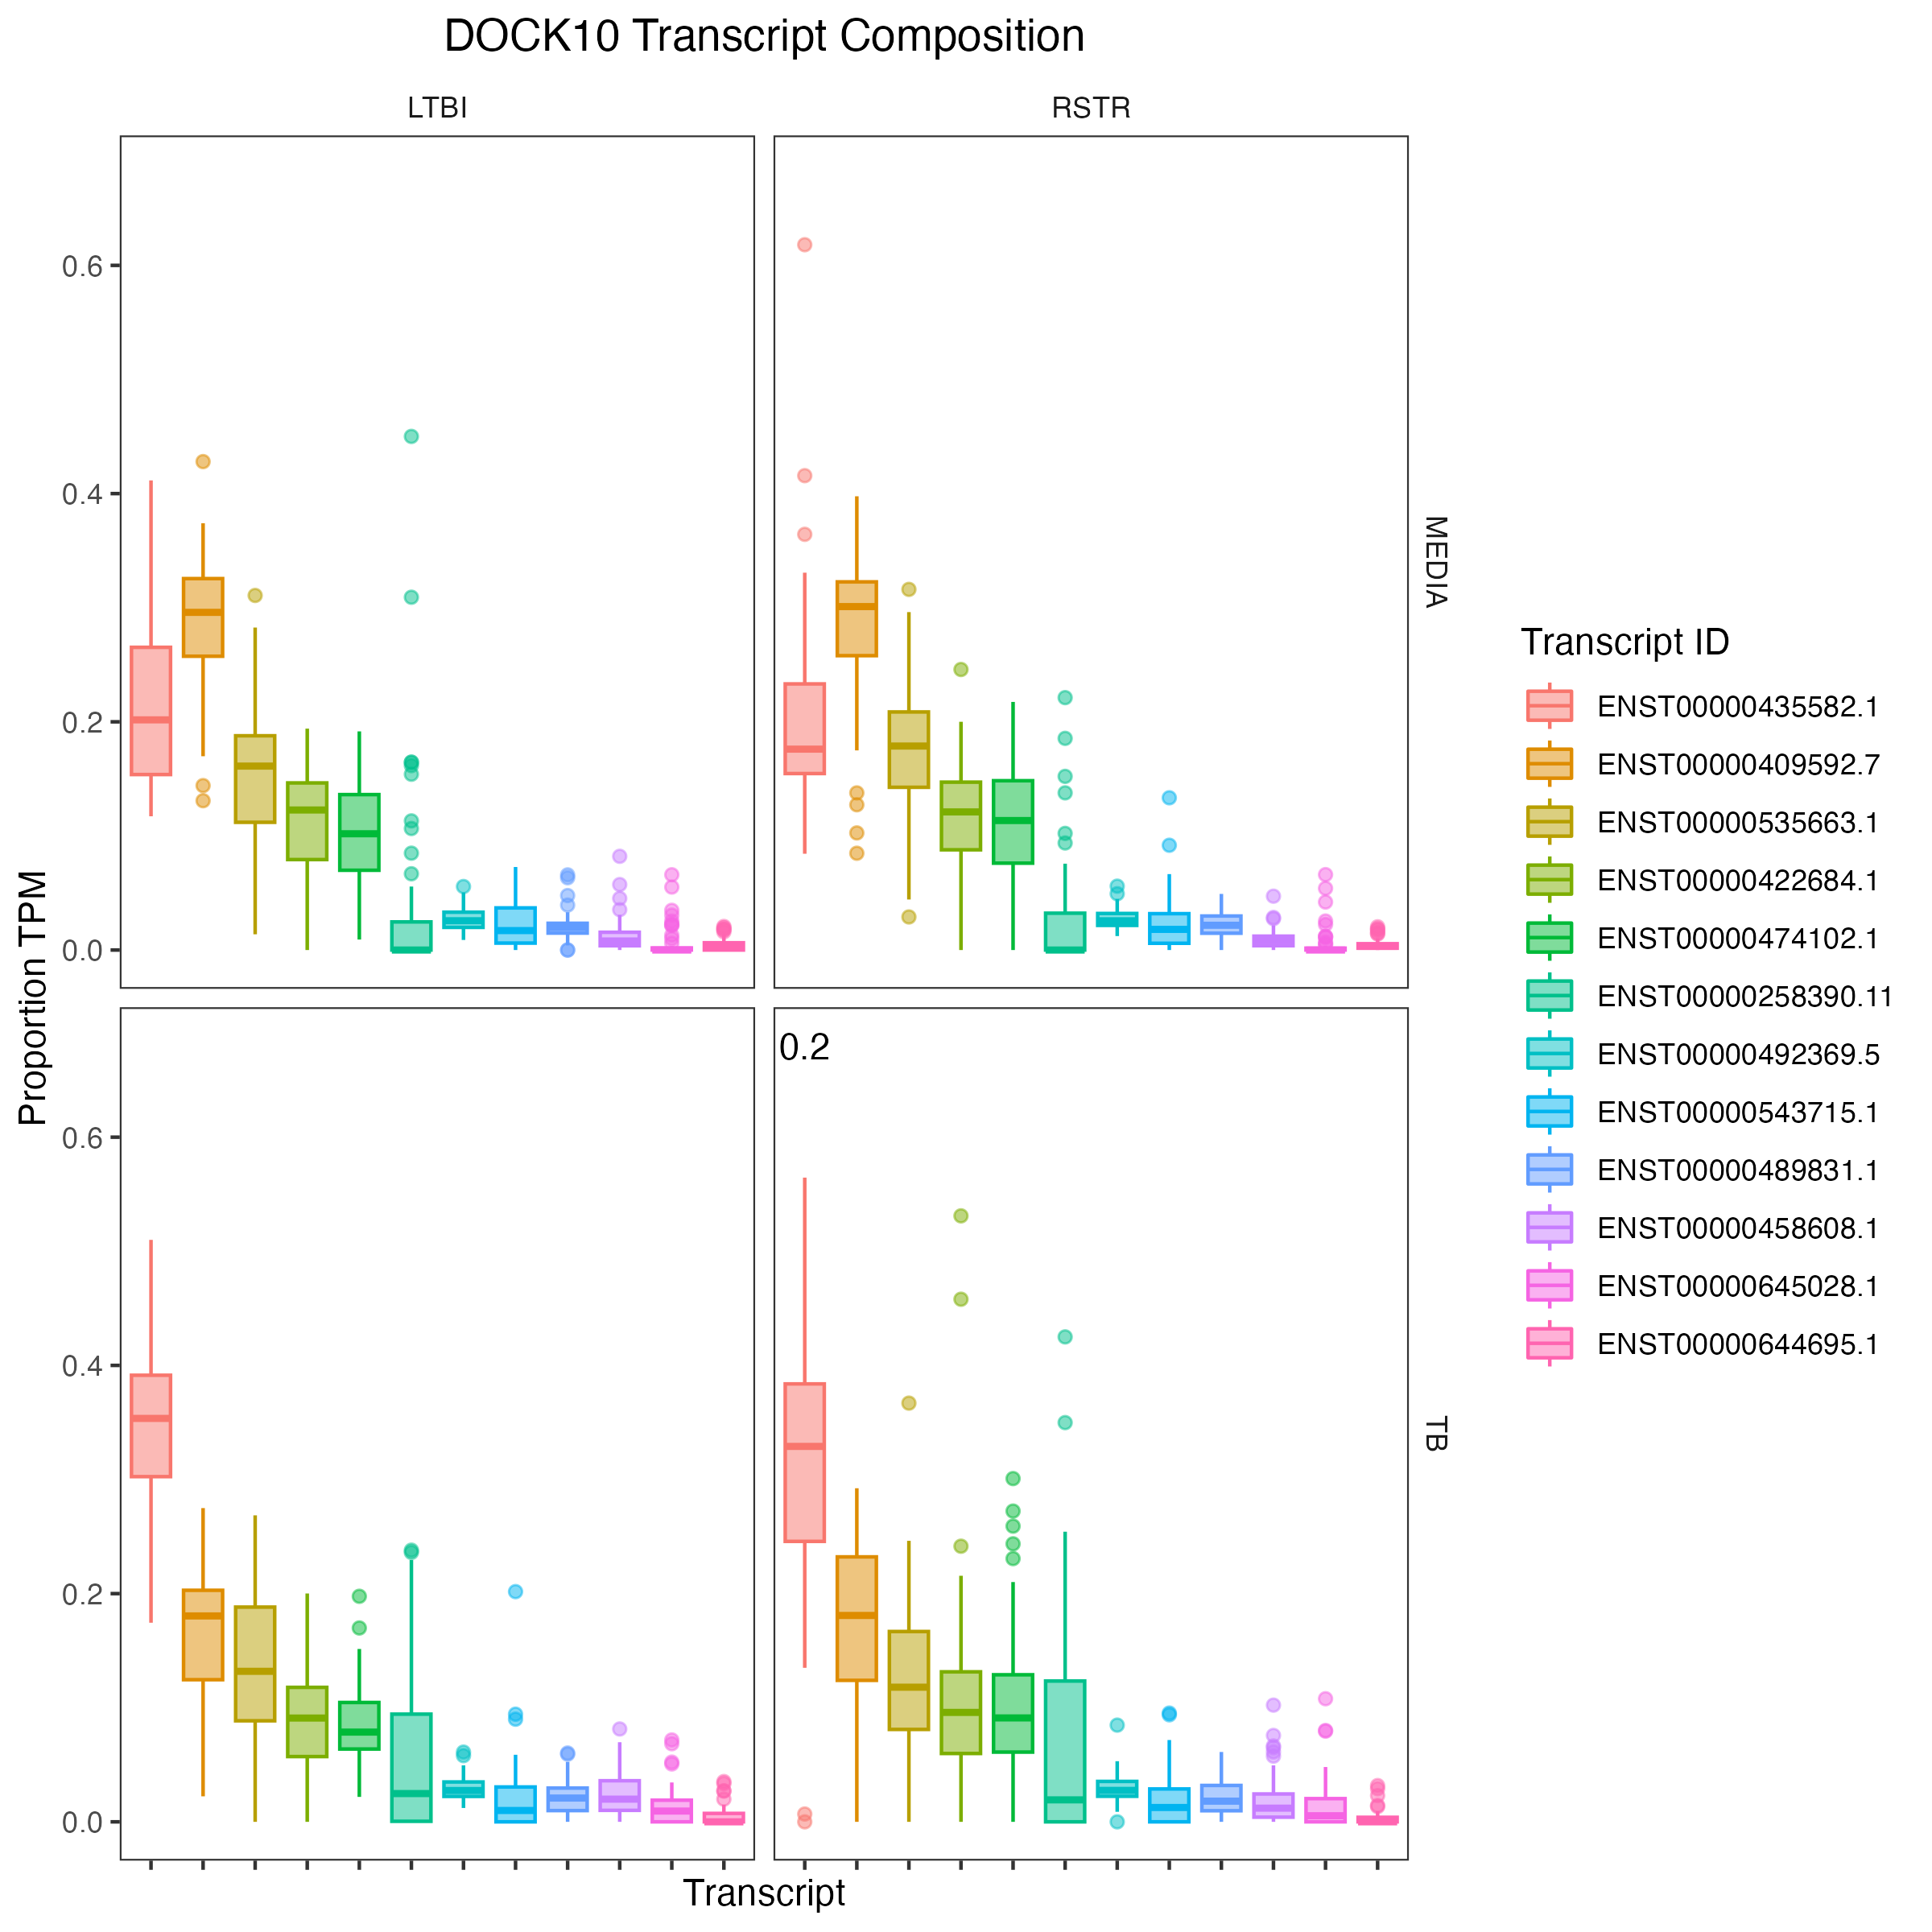 DOCK10 Transcript Composition
LTBI
RSTR
0.6
0.4
0.2
0.0
MEDIA
0.2
0.6
0.4
0.2
0.0
TB
Proportion TPM
Transcript
Transcript ID
ENST00000435582.1
ENST00000409592.7
ENST00000535663.1
ENST00000422684.1
ENST00000474102.1
ENST00000258390.11
ENST00000492369.5
ENST00000543715.1
ENST00000489831.1
ENST00000458608.1
ENST00000645028.1
ENST00000644695.1